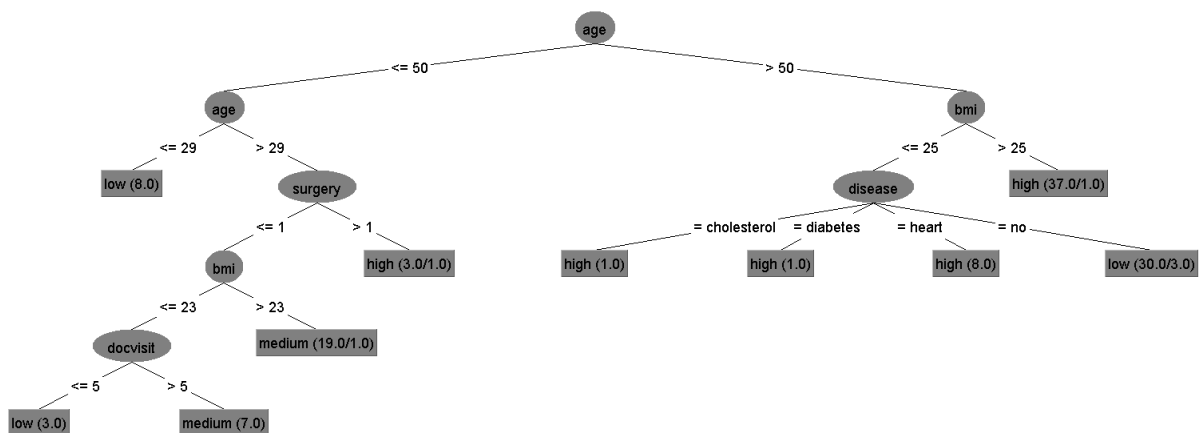 age
<= 50
> 50
age
bmi
<= 29
> 29
<= 25
> 25
low (8.0)
surgery
disease
high (37.0/1.0)
<= 1
> 1
= cholesterol
= diabetes
= heart
= no
bmi
high (3.0/1.0)
high (1.0)
high (1.0)
high (8.0)
low (30.0/3.0)
<= 23
> 23
docvisit
medium (19.0/1.0)
<= 5
> 5
low (3.0)
medium (7.0)